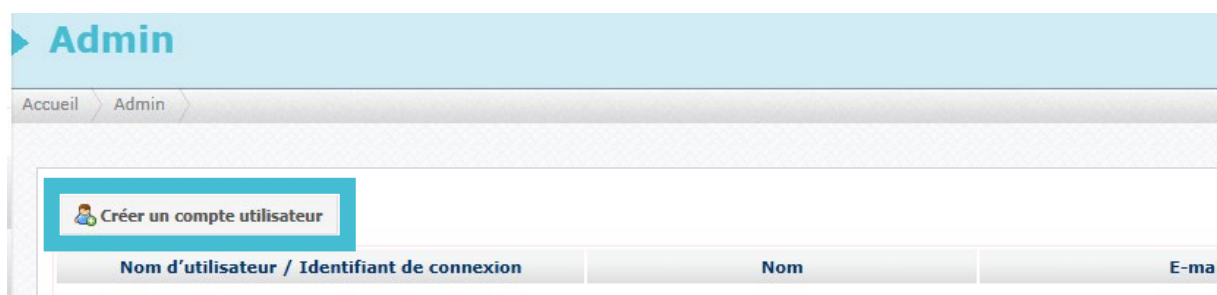 Admin
Accueil Admin
Créer un compte utilisateur
Nom d’utilisateur / Identifiant de connexion Nom E-ma